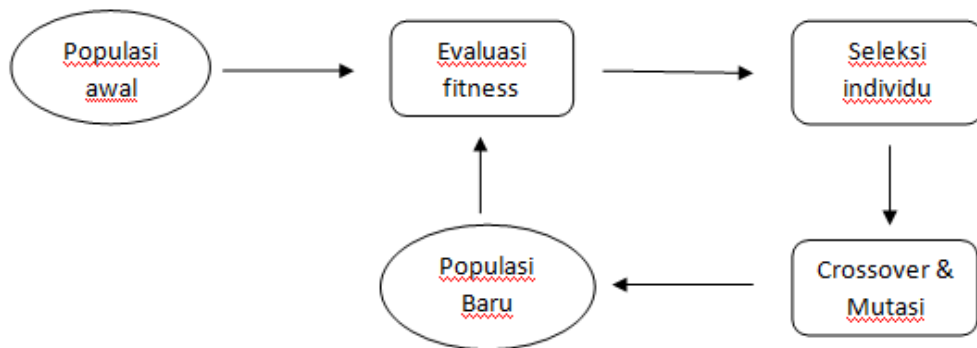 Populasi
awal
Evaluasi
fitness
Seleksi
individu
Crossover &
Mutasi
Populasi
Baru